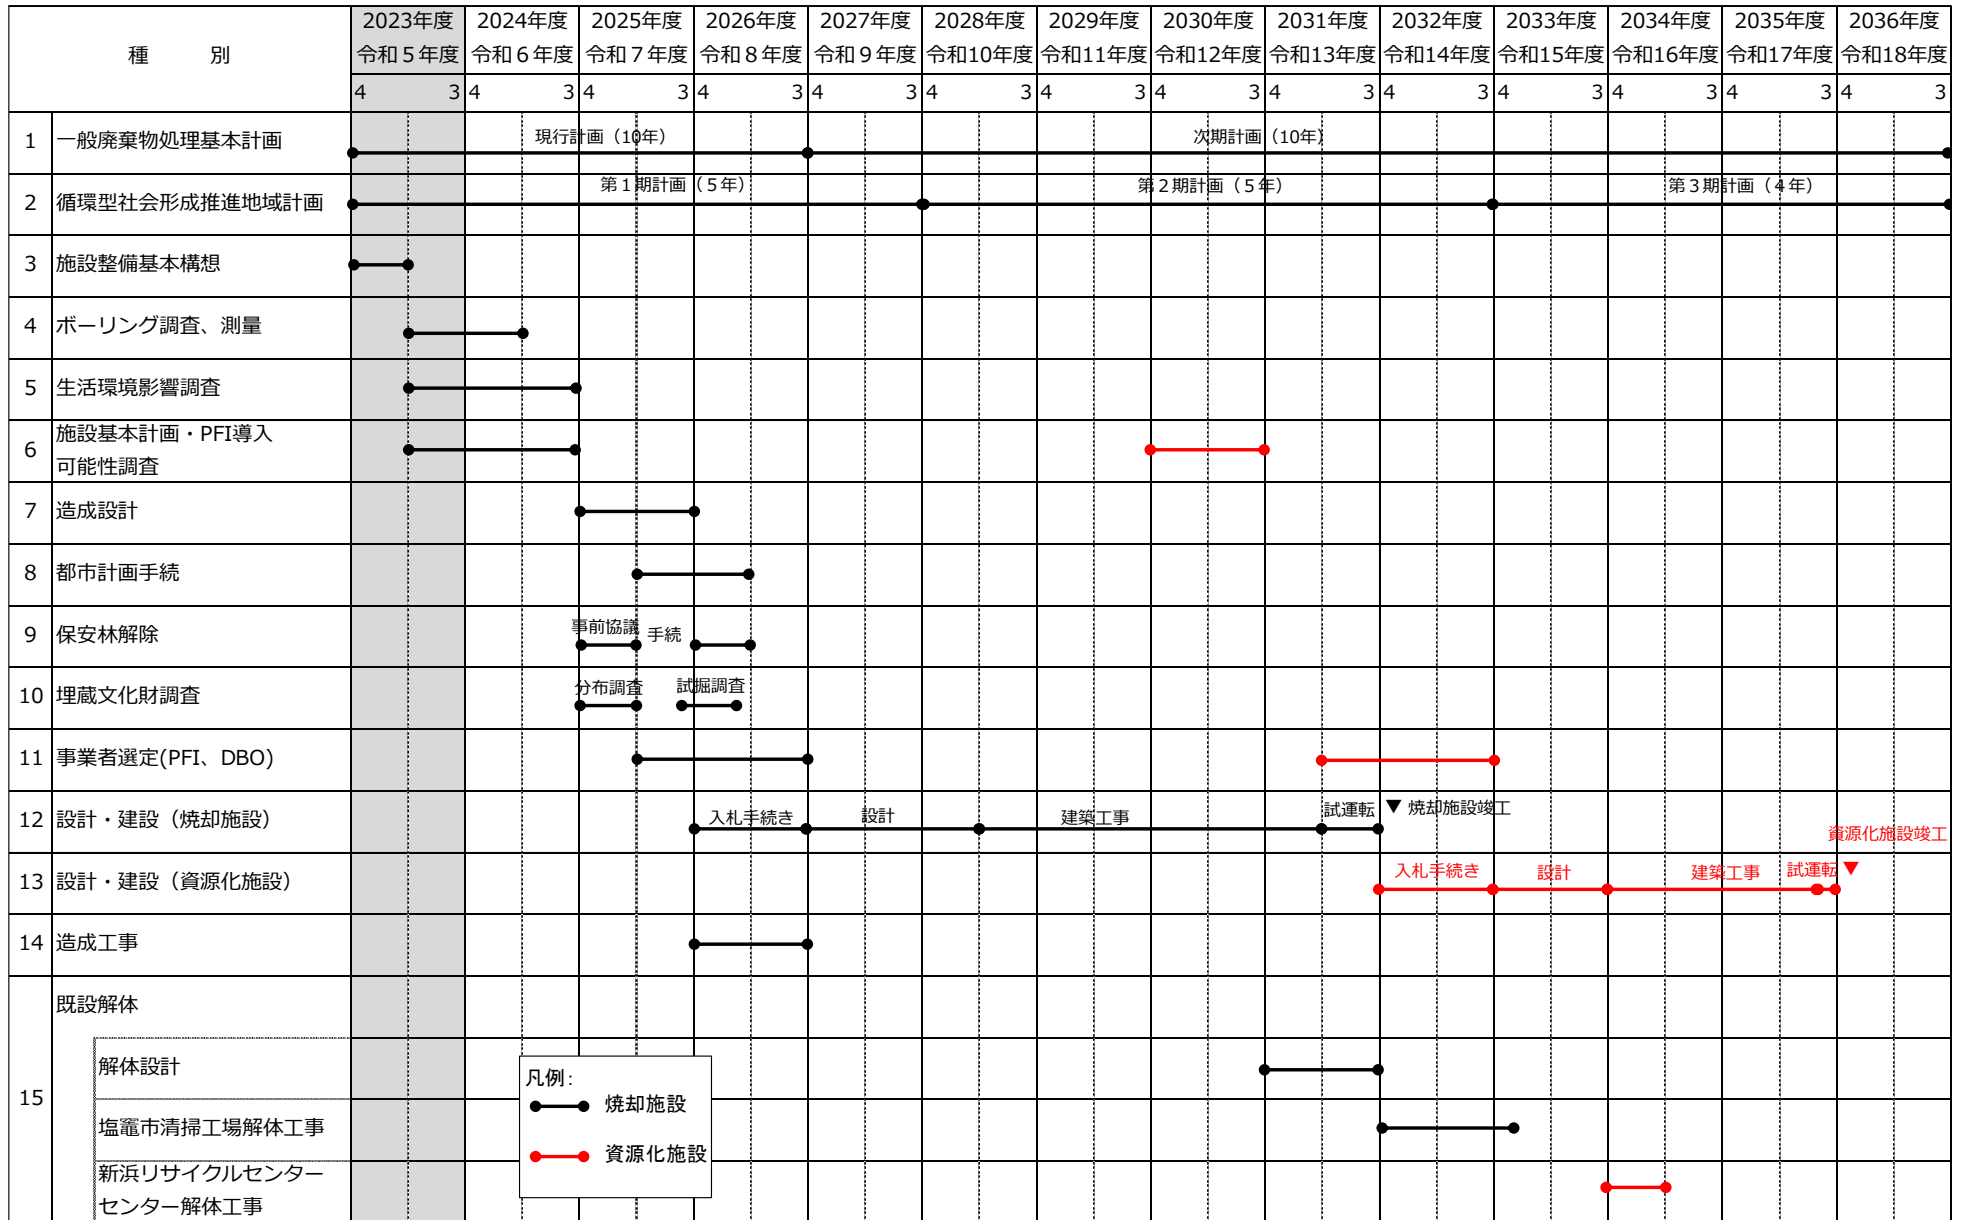 種 別
2023年度 2024年度 2025年度 2026年度 2027年度 2028年度 2029年度 2030年度 2031年度 2032年度 2033年度 2034年度 2035年度 2036年度
令和5年度 令和6年度 令和7年度 令和8年度 令和9年度 令和10年度 令和11年度 令和12年度 令和13年度 令和14年度 令和15年度 令和16年度 令和17年度 令和18年度
4 3 4 3 4 3 4 3 4 3 4 3 4 3 4 3 4 3 4 3 4 3 4 3 4 3 4 3
1 一般廃棄物処理基本計画 現行計画（10年） 次期計画（10年）
2 循環型社会形成推進地域計画 第1期計画（5年） 第2期計画（5年） 第3期計画（4年）
3 施設整備基本構想
4 ボーリング調査、測量
5 生活環境影響調査
6 施設基本計画・PFI導入
可能性調査
7 造成設計
8 都市計画手続
9 保安林解除 事前協議 手続
10 埋蔵文化財調査 分布調査 試掘調査
11 事業者選定(PFI、DBO)
12 設計・建設（焼却施設） 入札手続き 設計 建築工事 試運転 ▼ 焼却施設竣工
資源化施設竣工
13 設計・建設（資源化施設） 入札手続き 設計 建築工事 試運転 ▼
14 造成工事
15 既設解体
解体設計
塩竈市清掃工場解体工事
新浜リサイクルセンター
センター解体工事
凡例:
焼却施設
資源化施設